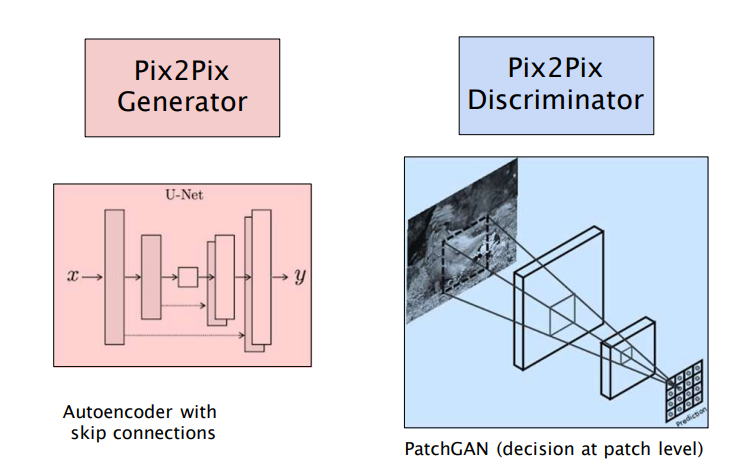 Pix2Pix
Generator
Pix2Pix
Discriminator
U-Net
x
y
Autoencoder with
skip connections
Prediction
PatchGAN (decision at patch level)